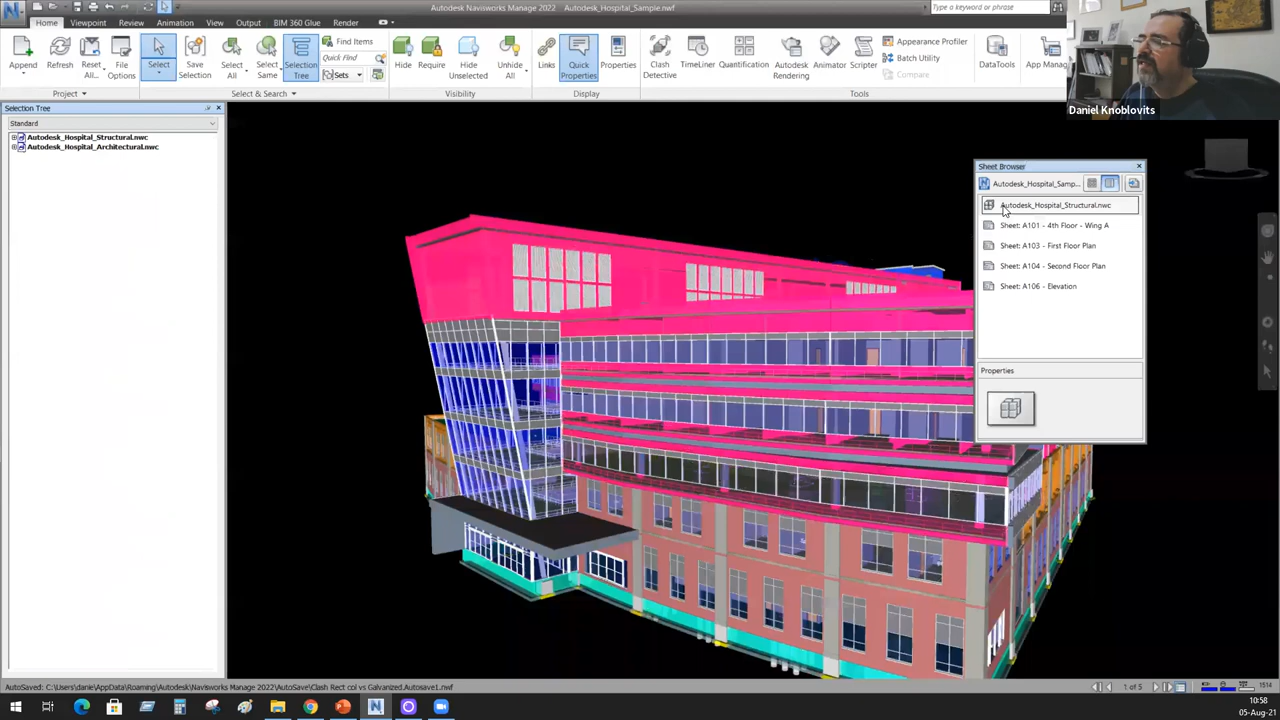 Autodesk Navisworks Manage 2022 Autodesk_Hospital_Sample.nwf
Type a keyword or phrase
Home Viewpoint Review Animation View Output BIM 360 Glue Render
Append
Refresh
Reset All...
File Options
Project
Select
Save Selection
Select All
Select Same
Selection Tree
Find Items
Quick Find
Sets
Select & Search
Hide
Require
Hide Unselected
Unhide All
Visibility
Links
Quick Properties
Properties
Display
Clash Detective
TimeLiner
Quantification
Autodesk Rendering
Animator
Scripter
Appearance Profiler
Batch Utility
Compare
Tools
DataTools
App Manag
Daniel Knoblovits
Selection Tree
Standard
Autodesk_Hospital_Structural.nwc
Autodesk_Hospital_Architectural.nwc
Sheet Browser
Autodesk_Hospital_Samp...
Autodesk_Hospital_Structural.nwc
Sheet: A101 - 4th Floor - Wing A
Sheet: A103 - First Floor Plan
Sheet: A104 - Second Floor Plan
Sheet: A106 - Elevation
Properties
AutoSaved: C:\Users\danie\AppData\Roaming\Autodesk\Navisworks Manage 2022\AutoSave\Clash Rect col vs Galvanized.Autosave1.nwf
1 of 5
1514
10:58
05-Aug-21